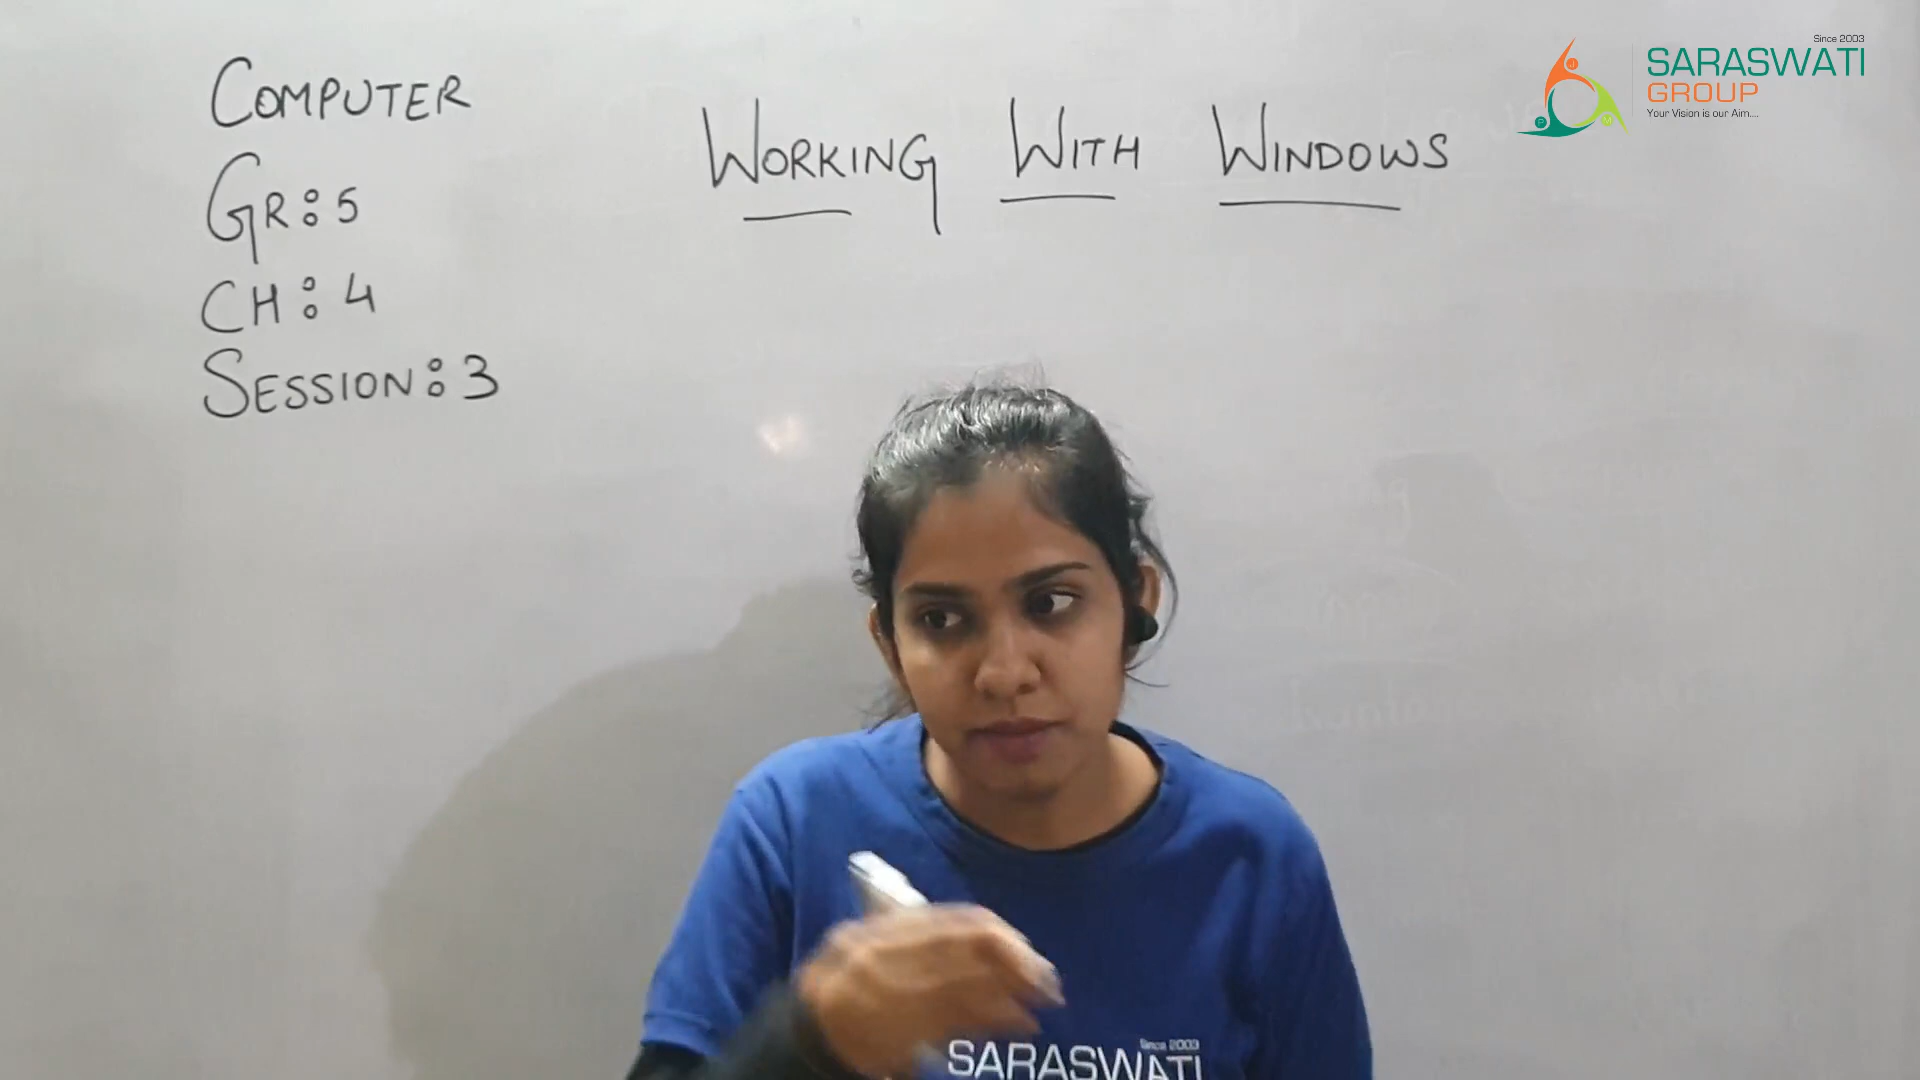 COMPUTER
GR: 5
CH: 4
SESSION: 3
WORKING WITH WINDOWS
Since 2003
SARASWATI
GROUP
Your Vision is our Aim....
Since 2003
SARASWATI